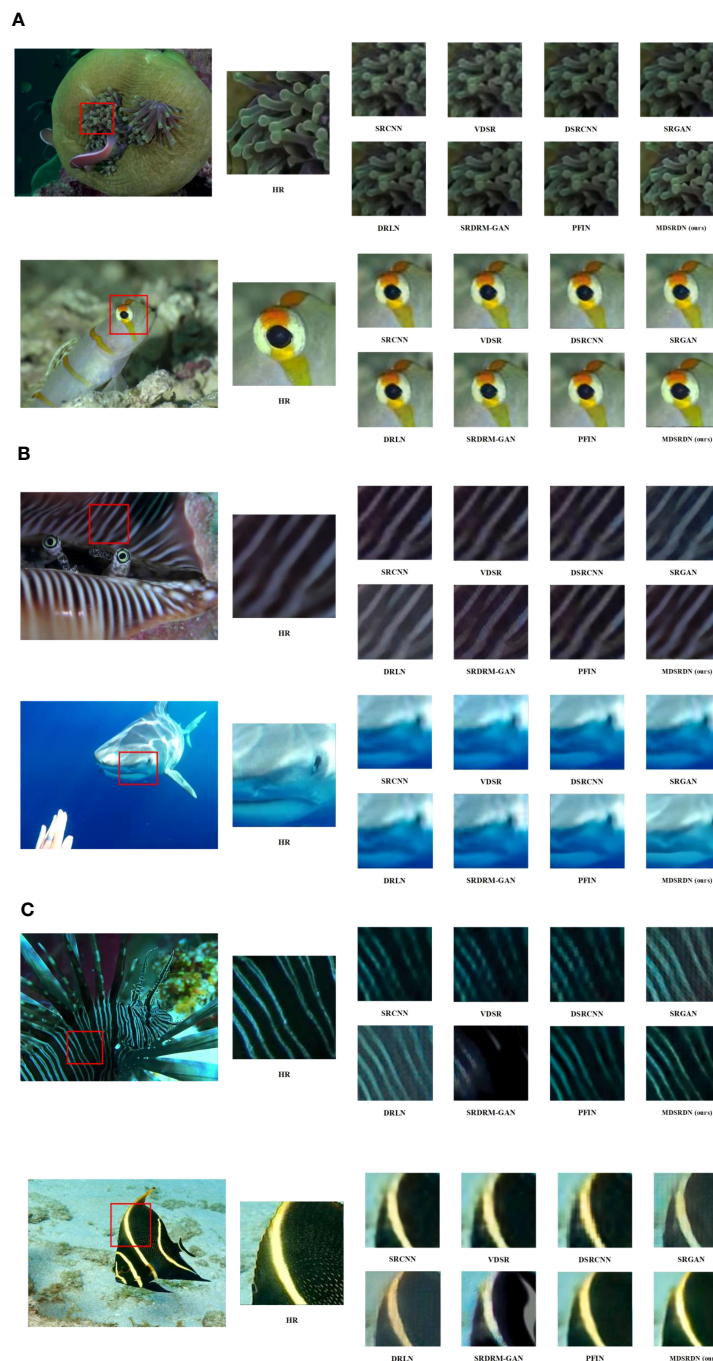 A
SRCNN VDSR DSRCNN SRGAN
HR
DRLN SRDRM-GAN PFIN MDSRDN (ours)
SRCNN VDSR DSRCNN SRGAN
HR
DRLN SRDRM-GAN PFIN MDSRDN (ours)
B
SRCNN VDSR DSRCNN SRGAN
HR
DRLN SRDRM-GAN PFIN MDSRDN (ours)
SRCNN VDSR DSRCNN SRGAN
HR
DRLN SRDRM-GAN PFIN MDSRDN (ours)
C
SRCNN VDSR DSRCNN SRGAN
HR
DRLN SRDRM-GAN PFIN MDSRDN (ours)
SRCNN VDSR DSRCNN SRGAN
HR
DRLN SRDRM-GAN PFIN MDSRDN (our